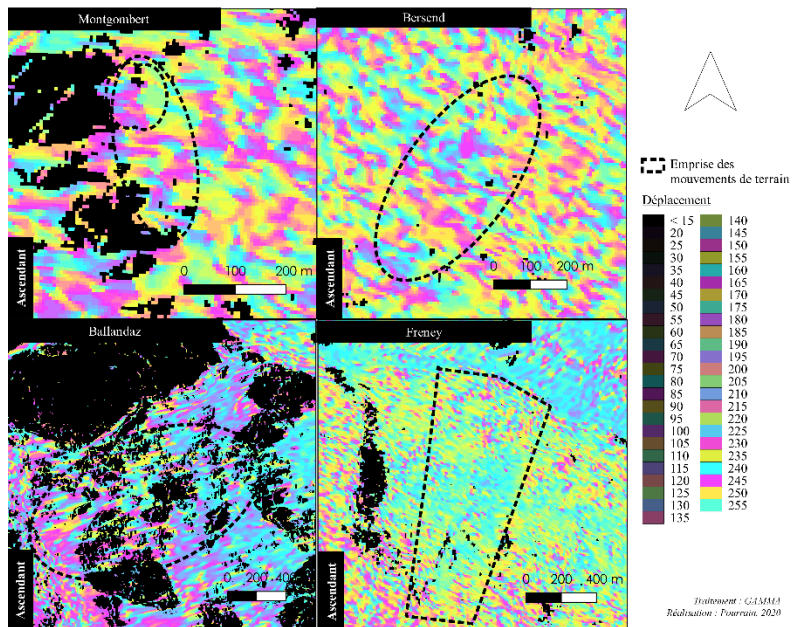 Montgombert
Bersend
Ascendant
0 100 200 m
Ascendant
0 100 200 m
Ballandaz
Freney
Ascendant
0 200 400
Ascendant
0 200 400 m
Emprise des
mouvements de terrain
Déplacement
< 15 140
20 145
25 150
30 155
35 160
40 165
45 170
50 175
55 180
60 185
65 190
70 195
75 200
80 205
85 210
90 215
95 220
100 225
105 230
110 235
115 240
120 245
125 250
130 255
135
Traitement : GAMMA
Réalisation : Pourrain, 2020